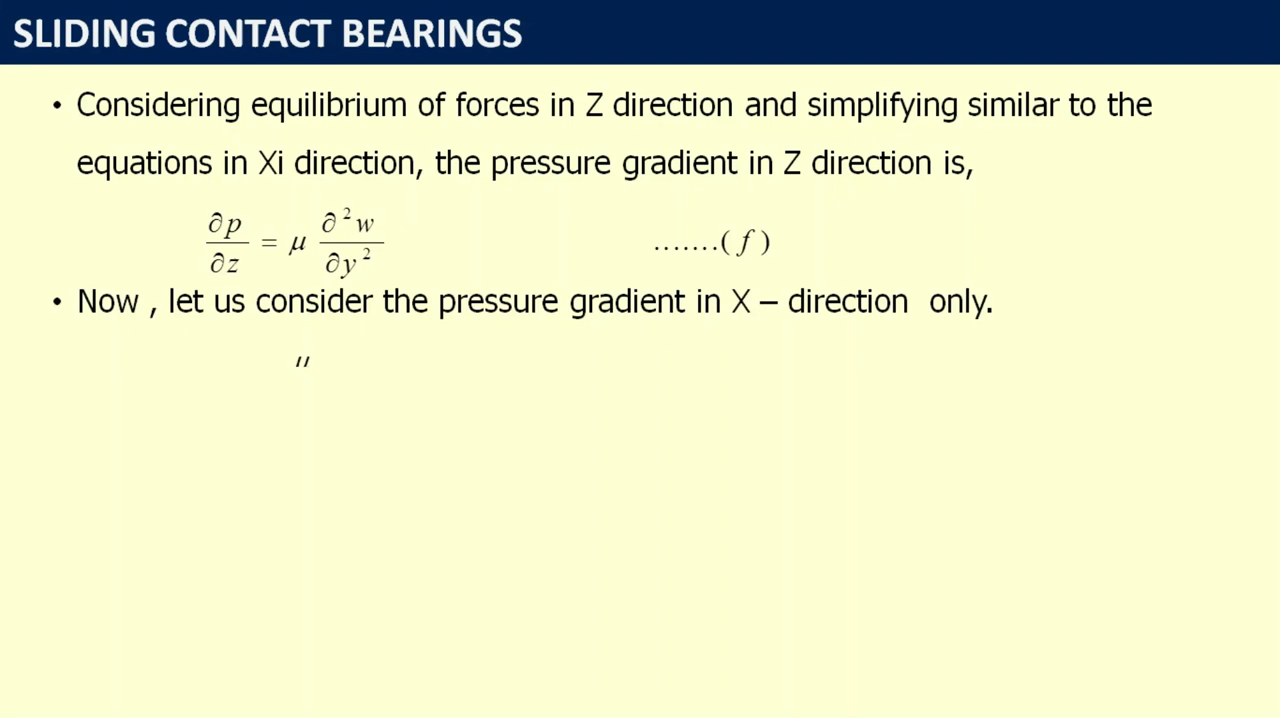 SLIDING CONTACT BEARINGS
• Considering equilibrium of forces in Z direction and simplifying similar to the
equations in Xi direction, the pressure gradient in Z direction is,
∂p/∂z = μ ∂²w/∂y² .......(f)
• Now , let us consider the pressure gradient in X – direction only.